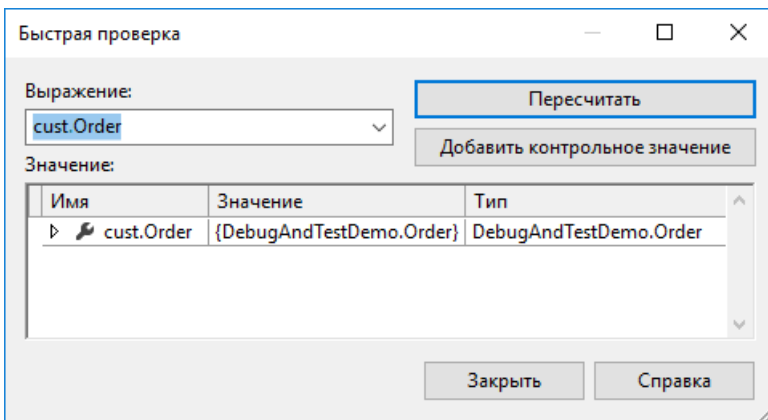 Быстрая проверка
Выражение:
Пересчитать
cust.Order
Добавить контрольное значение
Значение:
Имя Значение Тип
cust.Order {DebugAndTestDemo.Order} DebugAndTestDemo.Order
Закрыть Справка